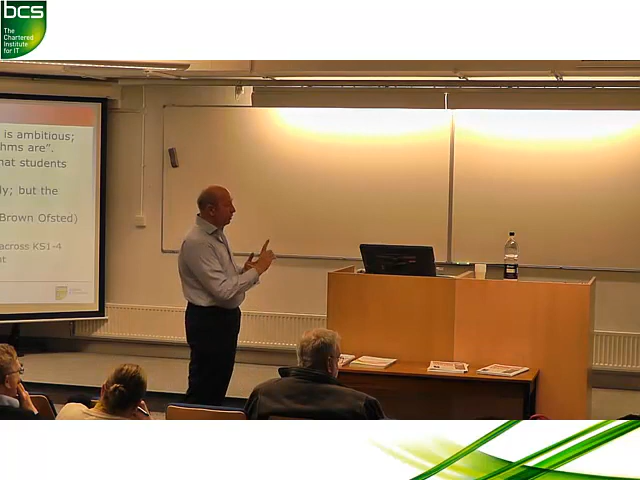 bcs
The
Chartered
Institute
for IT
is ambitious;
hms are”.
hat students
ly; but the
Brown Ofsted)
across KS1-4
nt